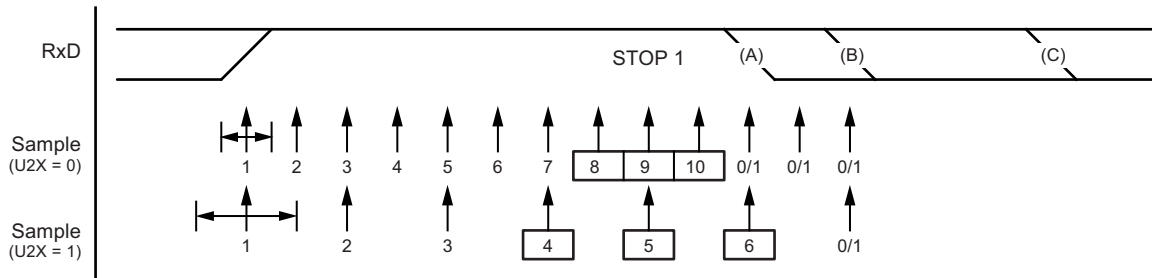 RxD STOP 1 (A) (B) (C)
Sample
(U2X = 0)
1 2 3 4 5 6 7 8 9 10 0/1 0/1 0/1
Sample
(U2X = 1)
1 2 3 4 5 6 0/1